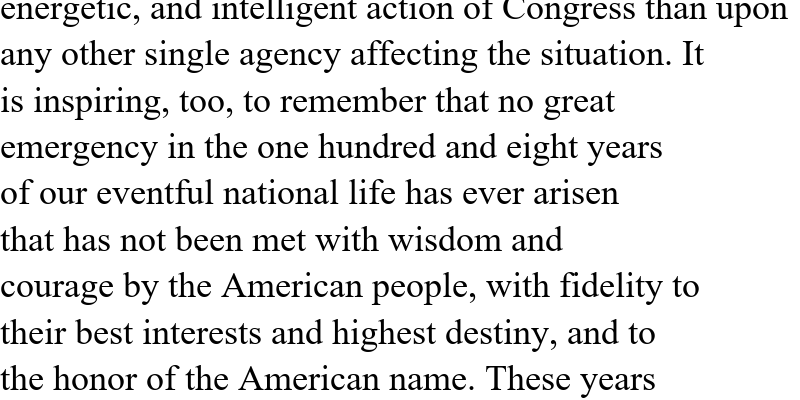 energetic, and intelligent action of Congress than upon
any other single agency affecting the situation. It
is inspiring, too, to remember that no great
emergency in the one hundred and eight years
of our eventful national life has ever arisen
that has not been met with wisdom and
courage by the American people, with fidelity to
their best interests and highest destiny, and to
the honor of the American name. These years